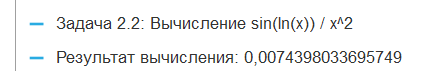 Задача 2.2: Вычисление sin(ln(x)) / x^2
Результат вычисления: 0,0074398033695749